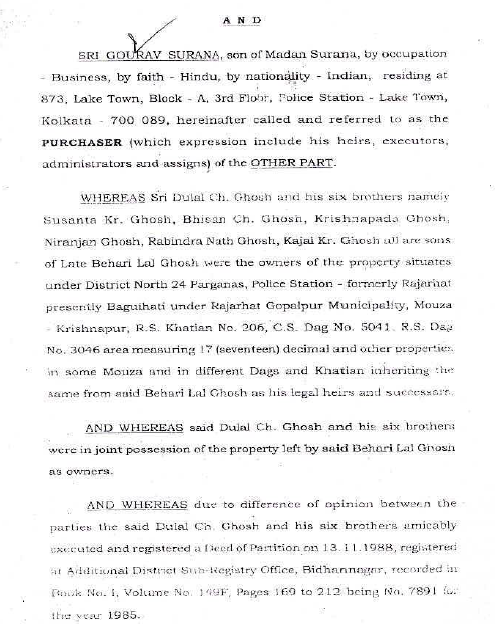 A N D
SRI GOURAV SURANA, son of Madan Surana, by occupation
- Business, by faith - Hindu, by nationality - Indian, residing at
873, Lake Town, Block - A, 3rd Floor, Police Station - Lake Town,
Kolkata - 700 089, hereinafter called and referred to as the
PURCHASER (which expression include his heirs, executors,
administrators and assigns) of the OTHER PART.
WHEREAS Sri Dulal Ch. Ghosh and his six brothers namely
Susanta Kr. Ghosh, Bhisan Ch. Ghosh, Krishnapada Ghosh,
Niranjan Ghosh, Rabindra Nath Ghosh, Kajai Kr. Ghosh all are sons
of Late Behari Lal Ghosh were the owners of the property situates
under District North 24 Parganas, Police Station - formerly Rajarhat
presently Baguihati under Rajarhat Gopalpur Municipality, Mouza
- Krishnapur, R.S. Khatian No. 206, C.S. Dag No. 5041, R.S. Dag
No. 3046 area measuring 17 (seventeen) decimal and other properties
in some Mouza and in different Dags and Khatian inheriting the
same from said Behari Lal Ghosh as his legal heirs and successors.
AND WHEREAS said Dulal Ch. Ghosh and his six brothers
were in joint possession of the property left by said Behari Lal Ghosh
as owners.
AND WHEREAS due to difference of opinion between the
parties the said Dulal Ch. Ghosh and his six brothers amicably
executed and registered a Deed of Partition on 13.11.1988, registered
at Additional District Sub-Registry Office, Bidhannagar, recorded in
Book No. I, Volume No. 149F, Pages 169 to 212 being No. 7891 for
the year 1985.